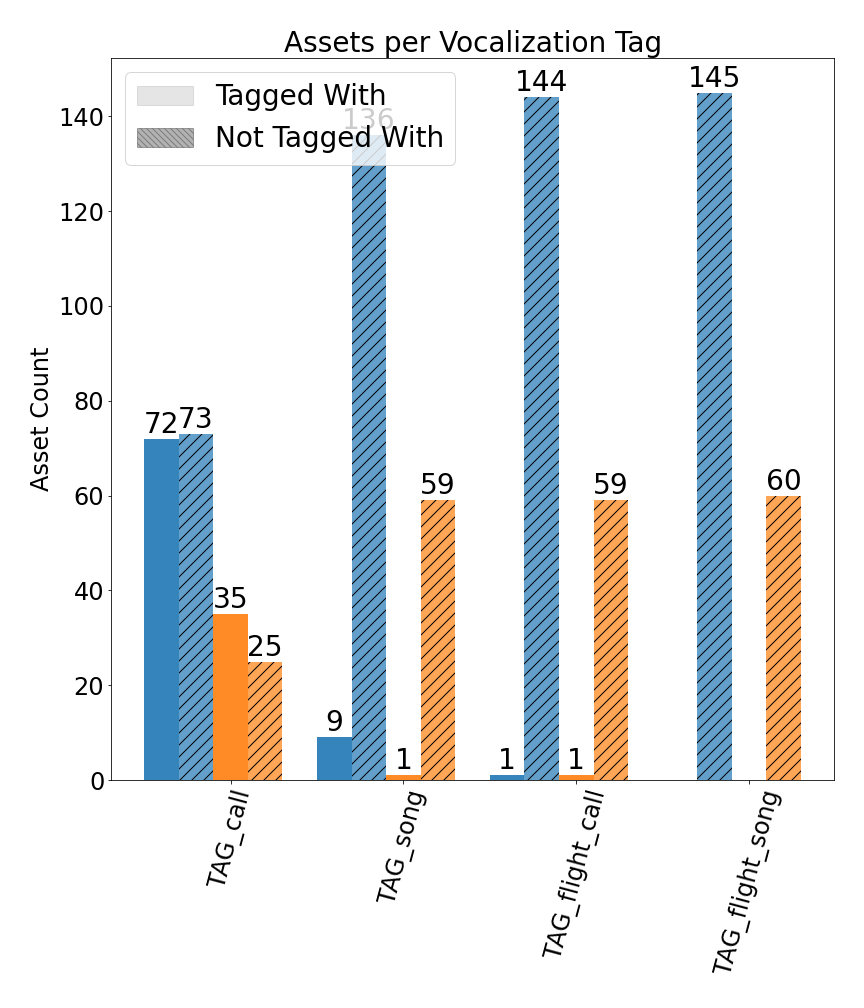 Assets per Vocalization Tag
Tagged With
Not Tagged With
Asset Count
140
120
100
80
60
40
20
0
72
73
35
25
9
136
1
59
1
144
1
59
145
60
TAG_call
TAG_song
TAG_flight_call
TAG_flight_song